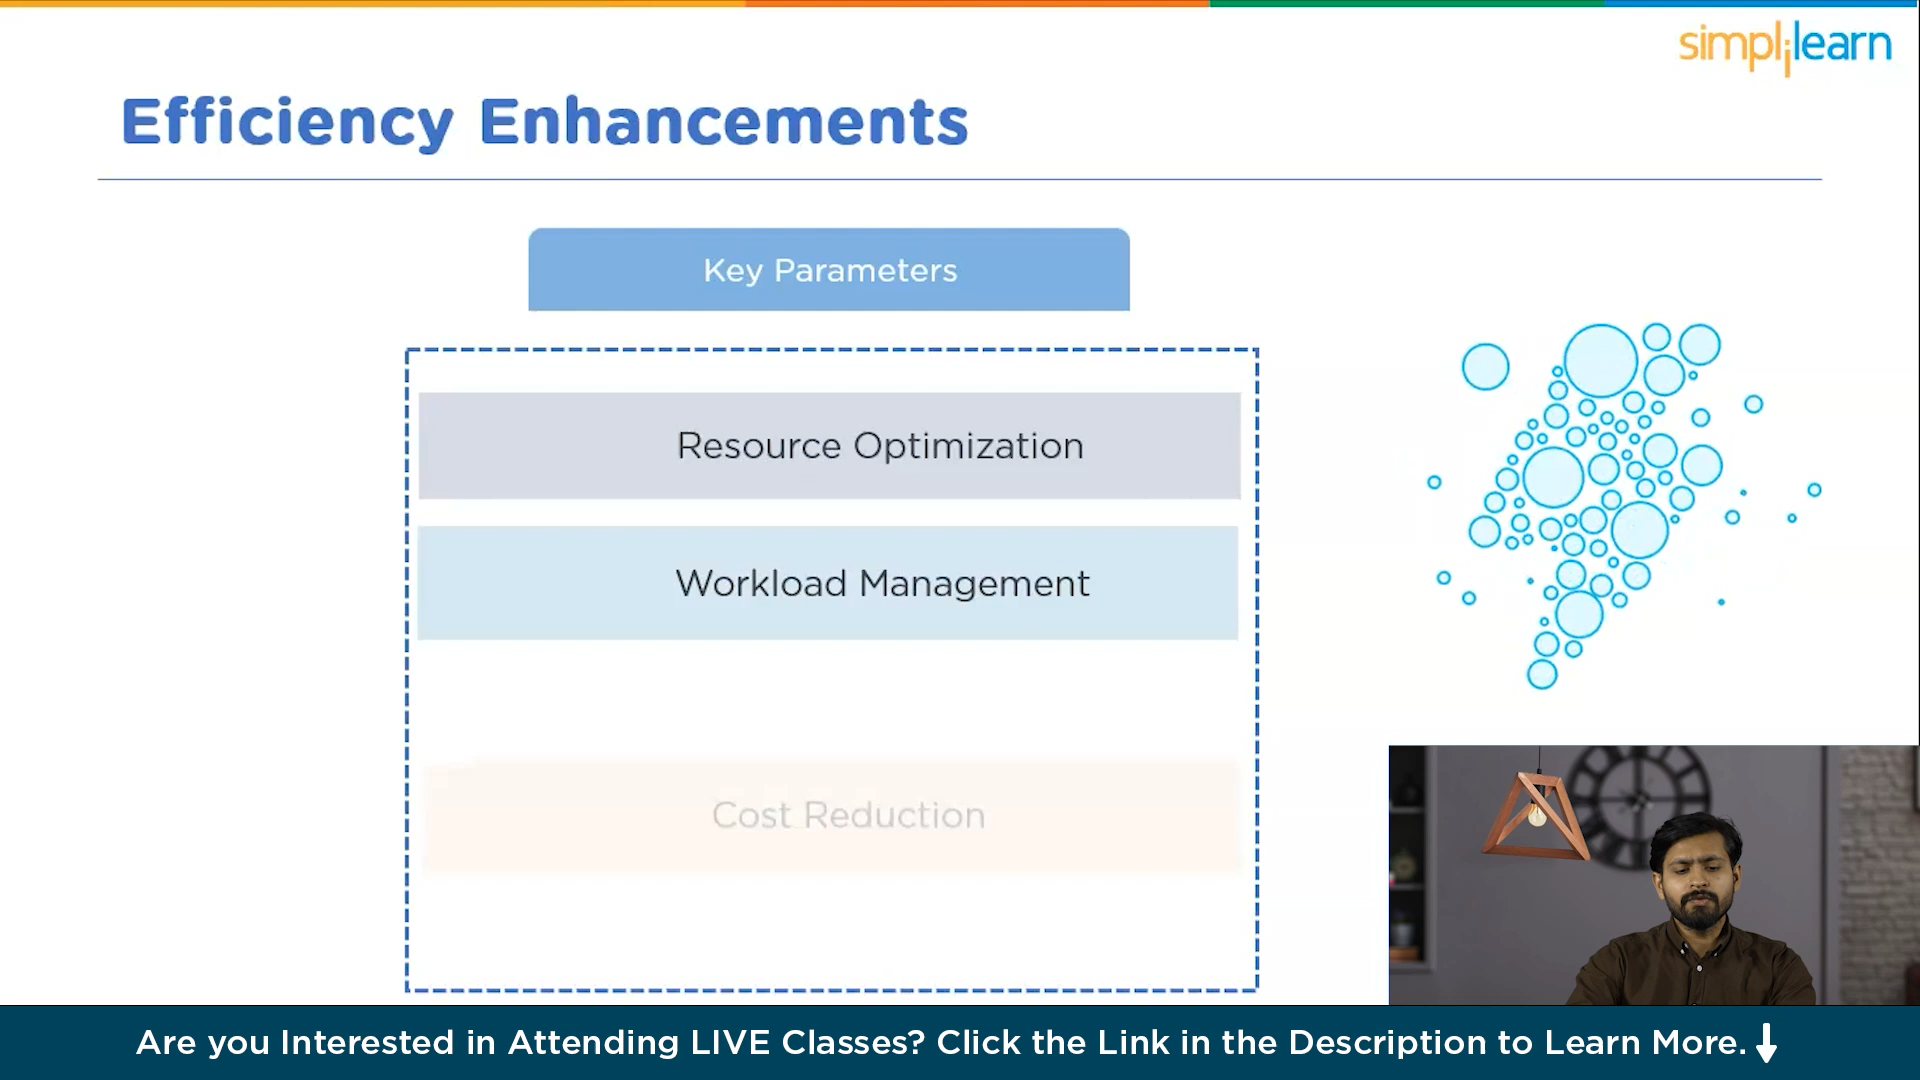 simplilearn
Efficiency Enhancements
Key Parameters
Resource Optimization
Workload Management
Cost Reduction
Are you Interested in Attending LIVE Classes? Click the Link in the Description to Learn More.